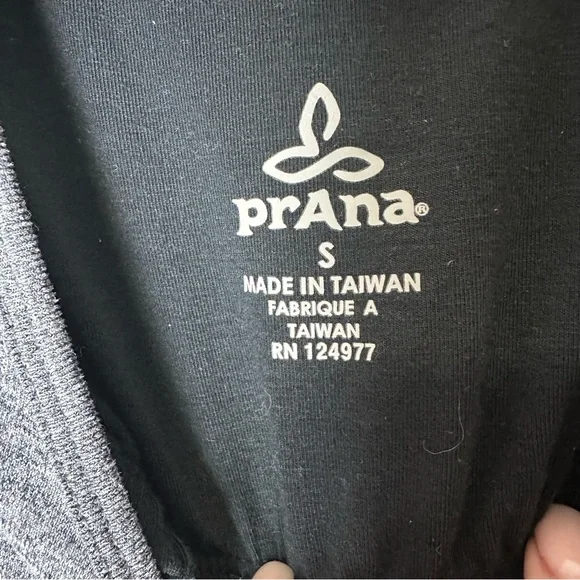 prAna®
S
MADE IN TAIWAN
FABRIQUE A
TAIWAN
RN 124977